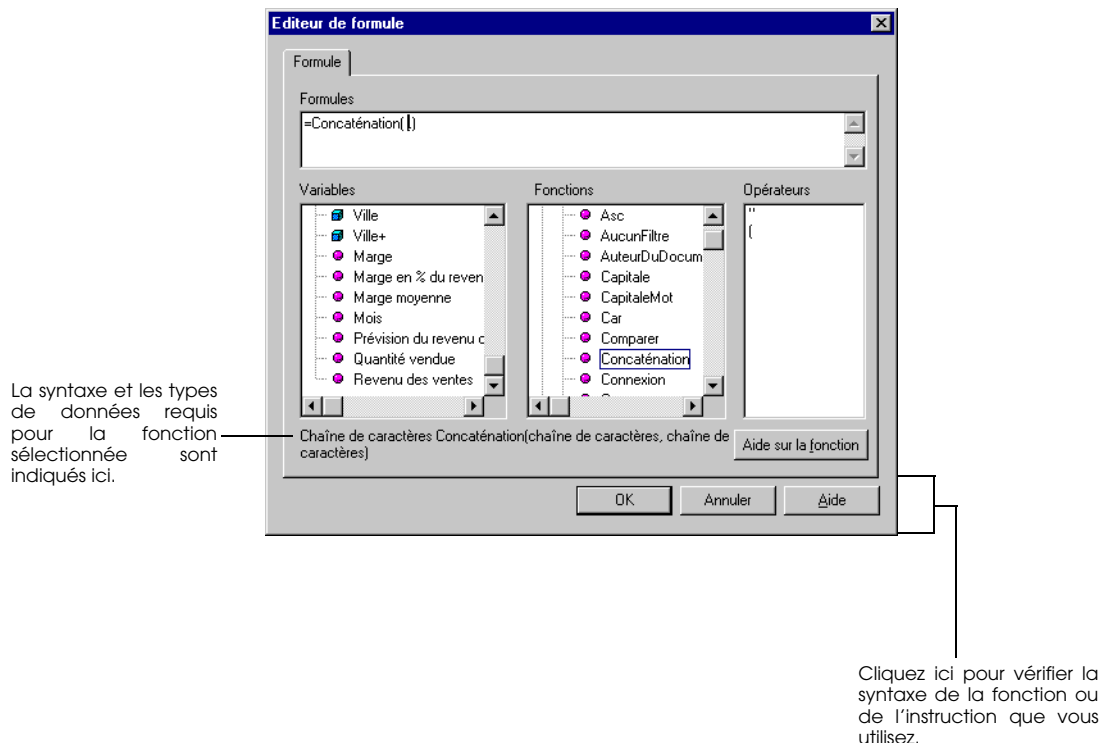 Editeur de formule
Formule
Formules
=Concaténation( ,)
Variables
Ville
Ville+
Marge
Marge en % du reven
Marge moyenne
Mois
Prévision du revenu c
Quantité vendue
Revenu des ventes
Fonctions
Asc
AucunFiltre
AuteurDuDocum
Capitale
CapitaleMot
Car
Comparer
Concaténation
Connexion
Opérateurs
"
(
Chaîne de caractères Concaténation(chaîne de caractères, chaîne de
caractères)
Aide sur la fonction
OK
Annuler
Aide
La syntaxe et les types
de données requis
pour la fonction
sélectionnée sont
indiqués ici.
Cliquez ici pour vérifier la
syntaxe de la fonction ou
de l'instruction que vous
utilisez.